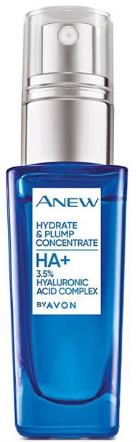 ANEW
HYDRATE
& PLUMP
CONCENTRATE
HA+
3.5%
HYALURONIC
ACID COMPLEX
BY AVON